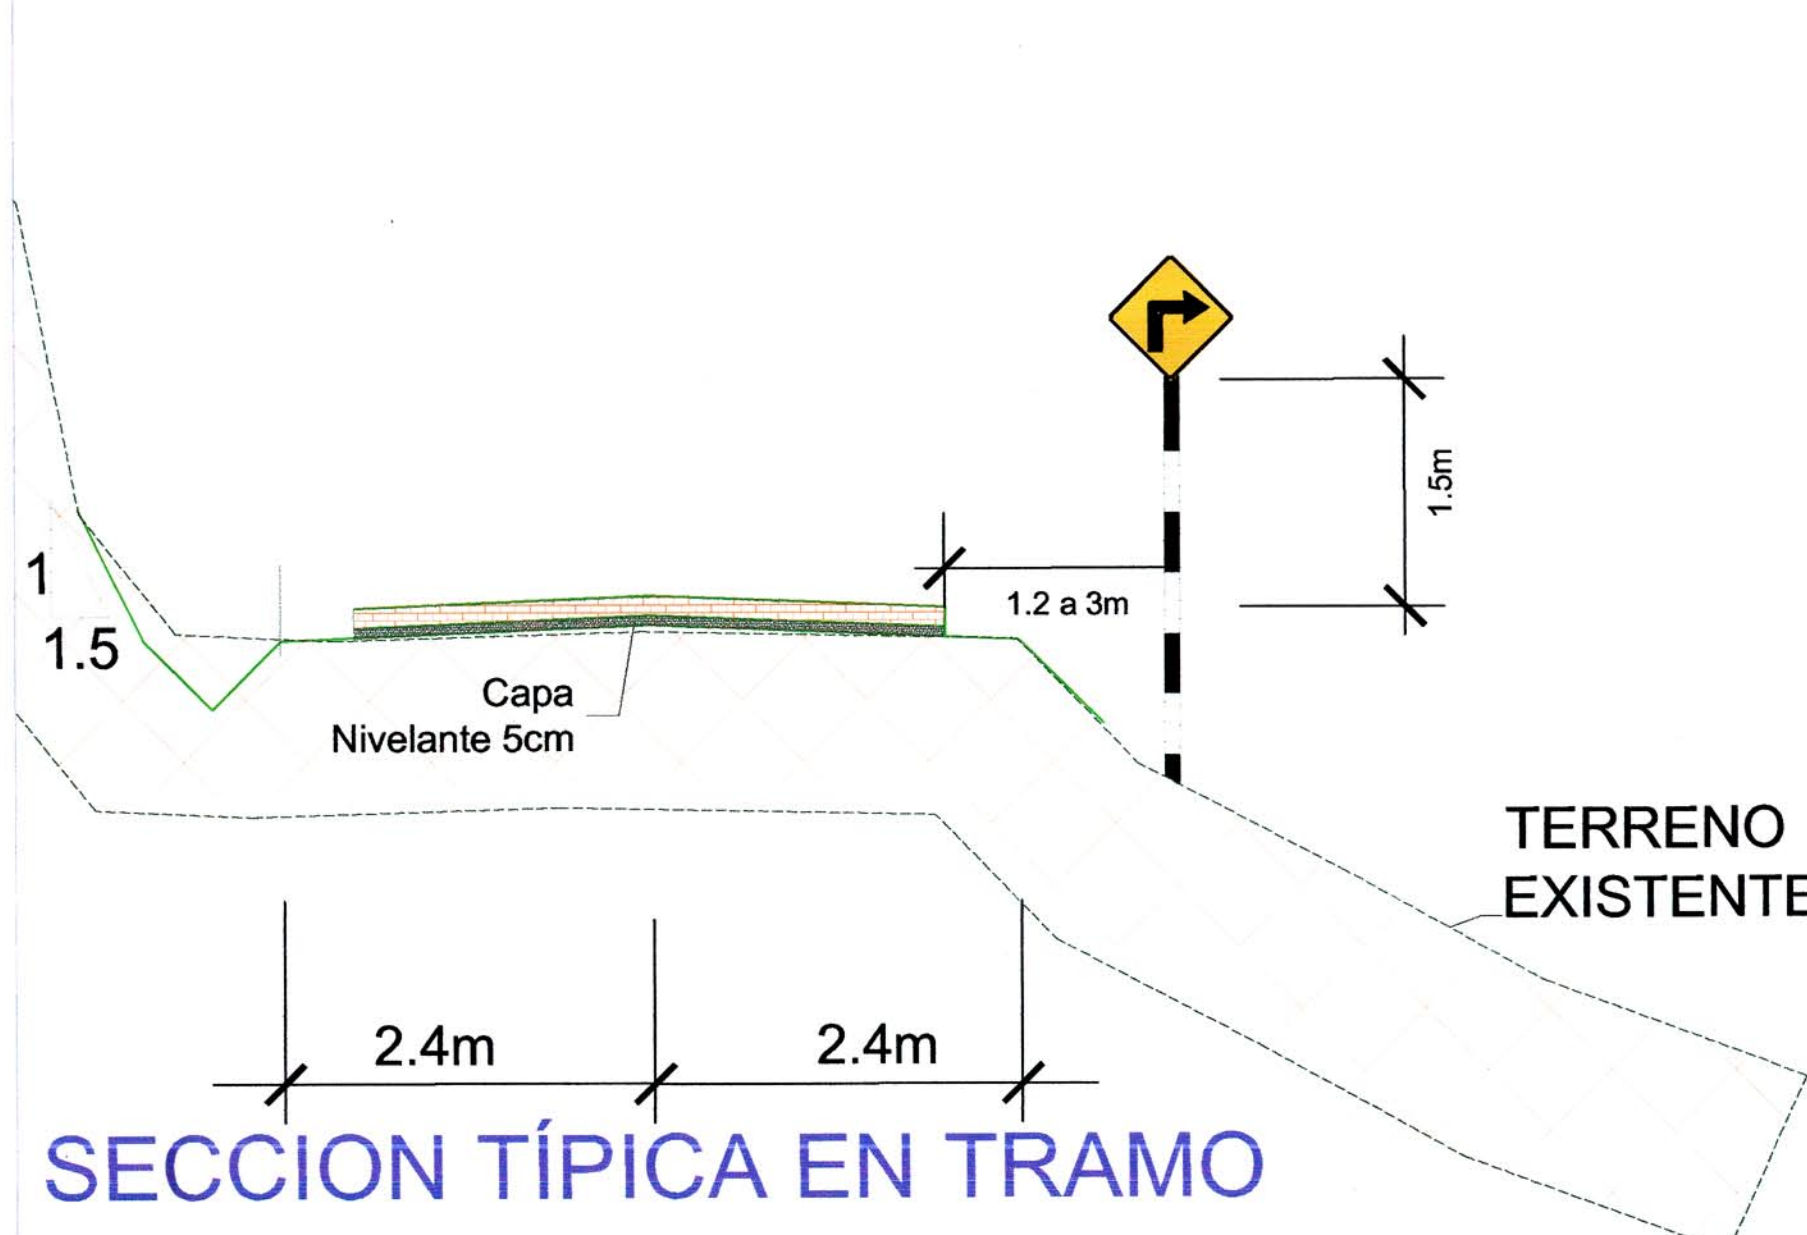 1.5m
1
1.5
1.2 a 3m
Capa
Nivelante 5cm
TERRENO
EXISTENTE
2.4m
2.4m
SECCION TÍPICA EN TRAMO